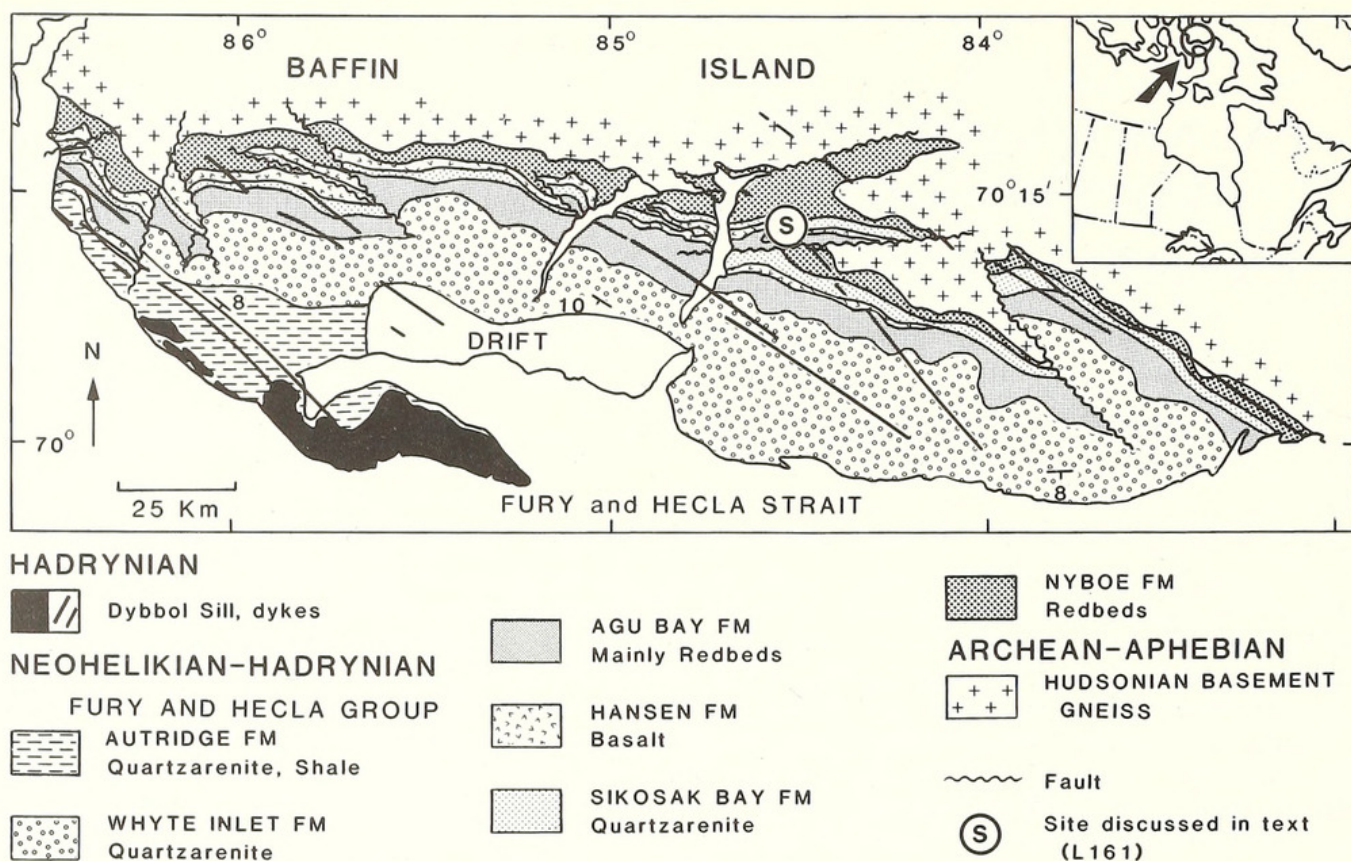 86°
85°
84°
BAFFIN
ISLAND
70°15'
S
8
10
DRIFT
N
70°
25 Km
8
FURY and HECLA STRAIT
HADRYNIAN
Dybbol Sill, dykes
NEOHELIKIAN-HADRYNIAN
FURY AND HECLA GROUP
AUTRIDGE FM
Quartzarenite, Shale
WHYTE INLET FM
Quartzarenite
AGU BAY FM
Mainly Redbeds
HANSEN FM
Basalt
SIKOSAK BAY FM
Quartzarenite
NYBOE FM
Redbeds
ARCHEAN-APHEBIAN
HUDSONIAN BASEMENT
GNEISS
Fault
S
Site discussed in text
(L161)